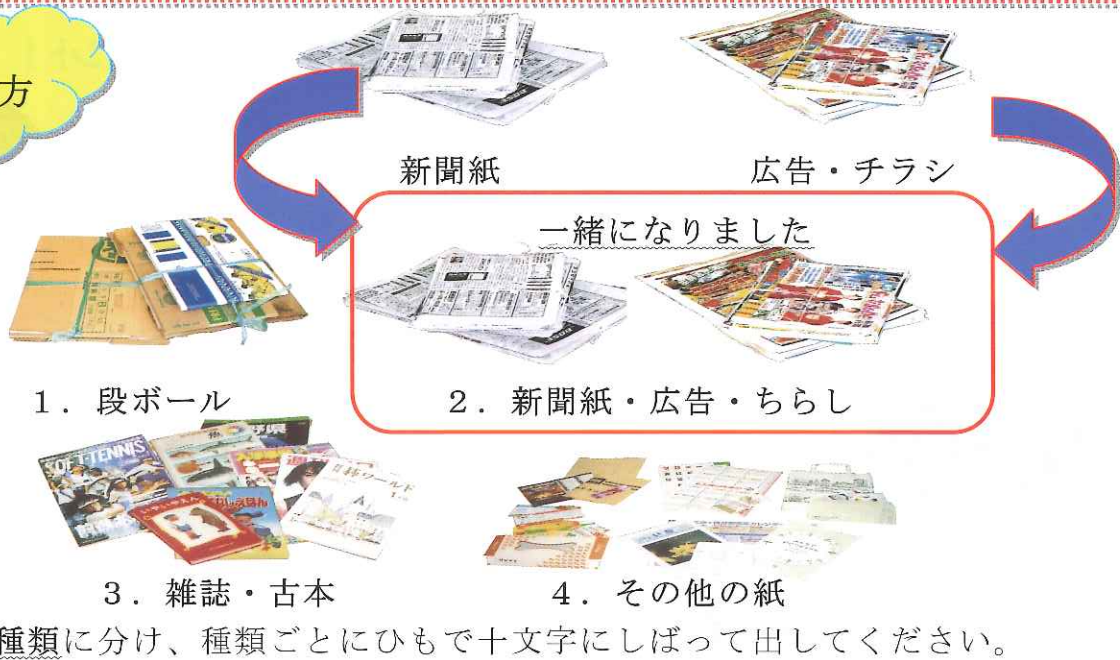 方
新聞紙
広告・チラシ
一緒になりました
1．段ボール
2．新聞紙・広告・ちらし
SOFT-TENNIS
3．雑誌・古本
4．その他の紙
種類に分け、種類ごとにひもで十文字にしばって出してください。